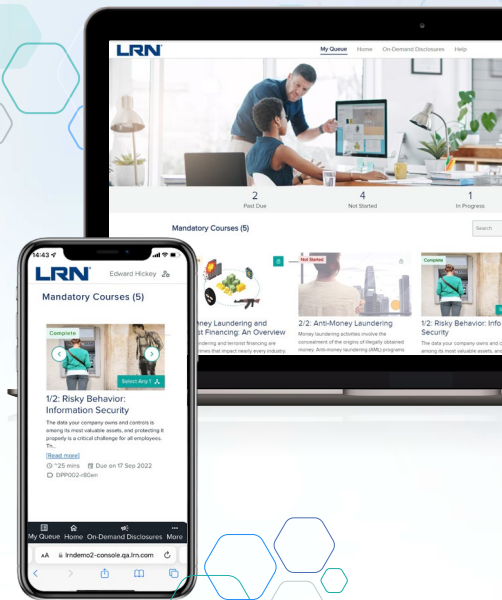 LRN
My Queue Home On-Demand Disclosures Help
2 4 1
Past Due Not Started In Progress
Mandatory Courses (5)
Search
Not Started
Complete
ney Laundering and
st Financing: An Overview
ndering and terrorist financing are
rimes that impact nearly every industry.
2/2: Anti-Money Laundering
Money laundering activities involve the
concealment of the origins of illegally obtained
money. Anti-money laundering (AML) programs
1/2: Risky Behavior: Info
Security
The data your company owns and c
among its most valuable assets, and
14:43
LRN
Edward Hickey
Mandatory Courses (5)
Complete
Select Any 1
1/2: Risky Behavior:
Information Security
The data your company owns and controls is
among its most valuable assets, and protecting it
properly is a critical challenge for all employees.
[Read more]
~25 mins Due on 17 Sep 2022
My Queue Home On-Demand Disclosures More
AA lrndemo2-console.qa.lrn.com